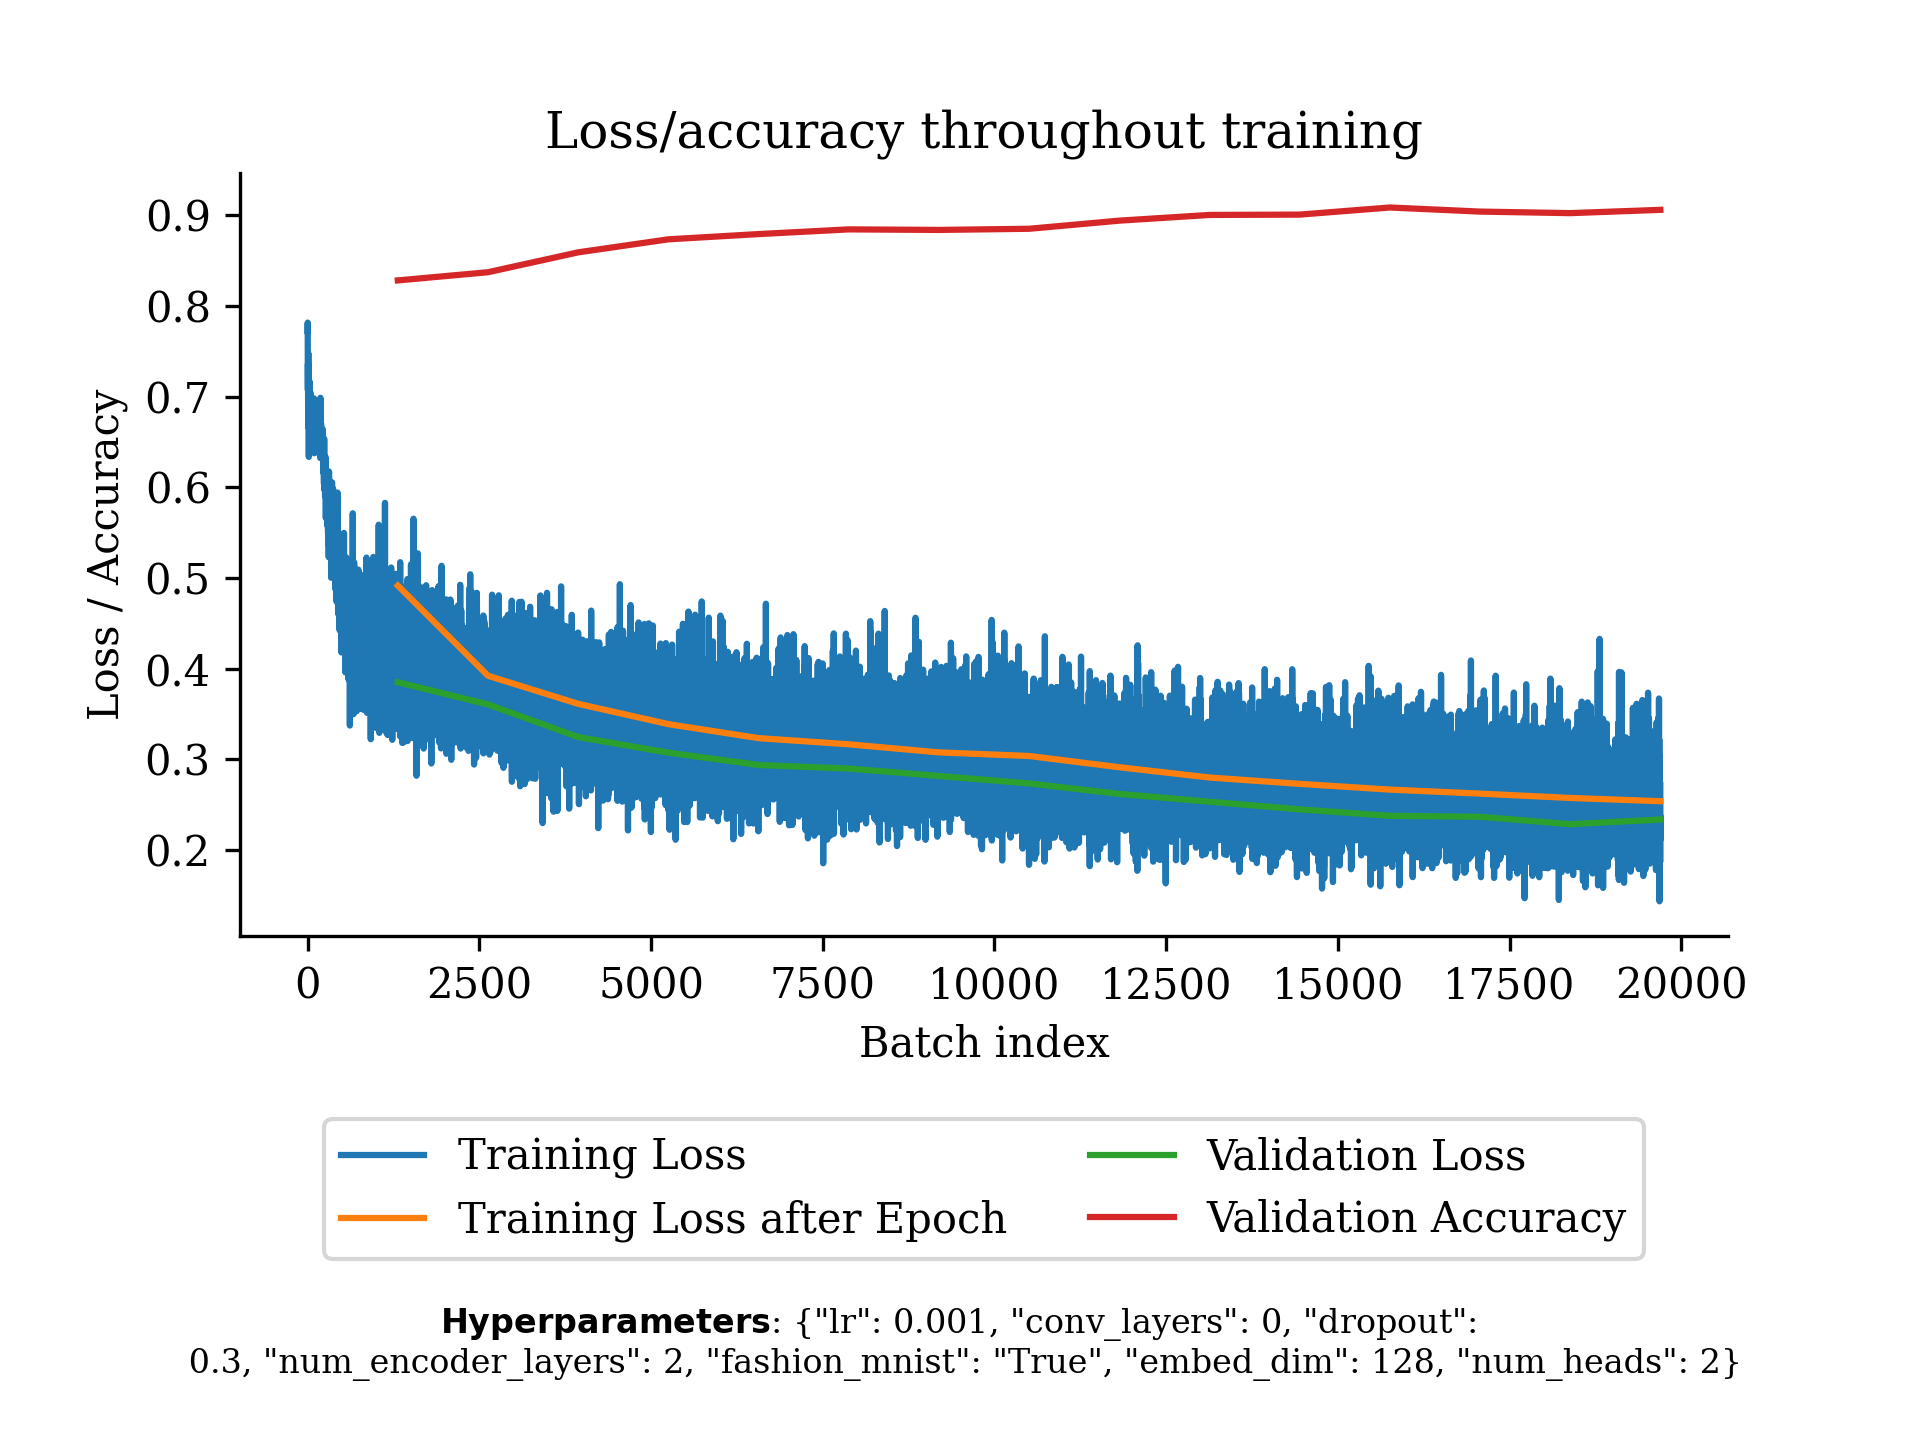 Loss/accuracy throughout training
0.9
0.8
0.7
0.6
0.5
0.4
0.3
0.2
Loss / Accuracy
0 2500 5000 7500 10000 12500 15000 17500 20000
Batch index
Training Loss
Training Loss after Epoch
Validation Loss
Validation Accuracy
Hyperparameters: {"lr": 0.001, "conv_layers": 0, "dropout":
0.3, "num_encoder_layers": 2, "fashion_mnist": "True", "embed_dim": 128, "num_heads": 2}